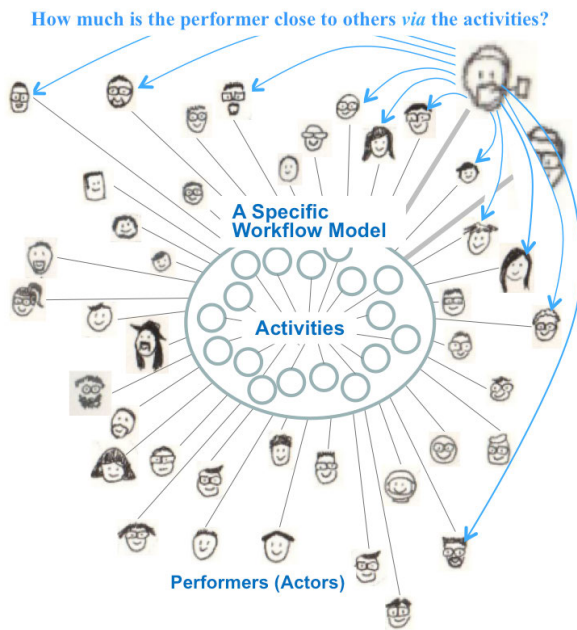 How much is the performer close to others via the activities?
A Specific
Workflow Model
Activities
Performers (Actors)